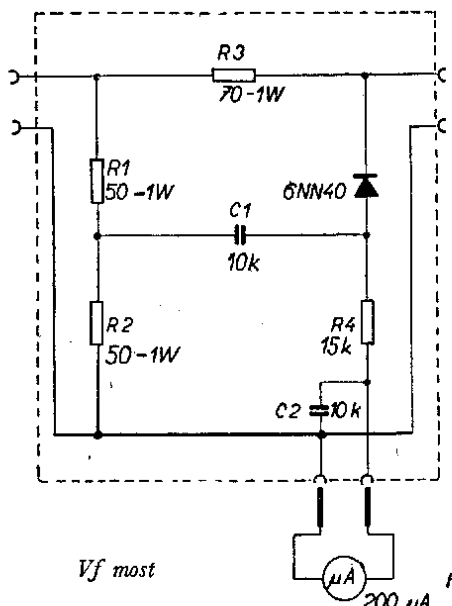 R3
70-1W
R1
50-1W
6NN40
C1
10k
R2
50-1W
R4
15k
C2
10k
Vf most
μA
200 μA